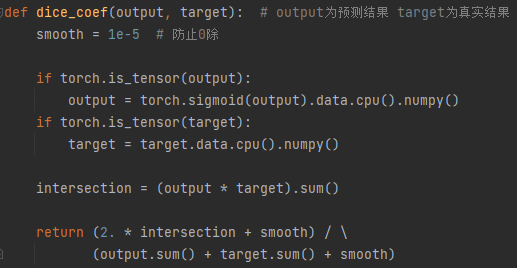 def dice_coef(output, target):  # output为预测结果 target为真实结果
    smooth = 1e-5  # 防止0除
    if torch.is_tensor(output):
        output = torch.sigmoid(output).data.cpu().numpy()
    if torch.is_tensor(target):
        target = target.data.cpu().numpy()
    intersection = (output * target).sum()
    return (2. * intersection + smooth) / \
           (output.sum() + target.sum() + smooth)